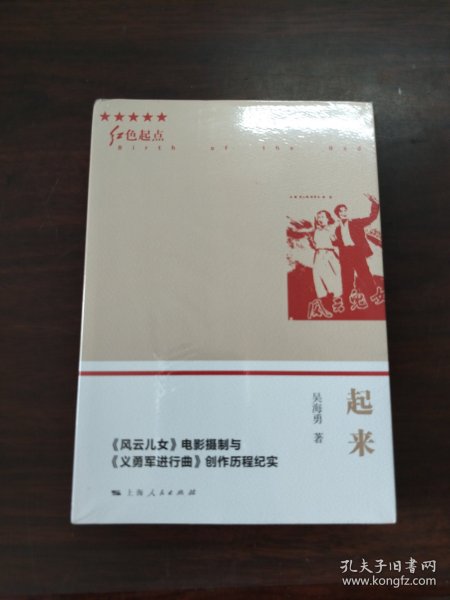 红色起点
Birth of the Red
风云儿女
起来
吴海勇 著
《风云儿女》电影摄制与
《义勇军进行曲》创作历程纪实
上海人民出版社
孔夫子旧书网
www.kongfz.com